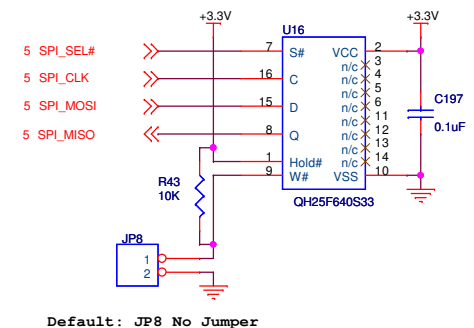 +3.3V
+3.3V
U16
5 SPI_SEL# 7 S# VCC 2
n/c 3
5 SPI_CLK 16 C n/c 4
n/c 5
5 SPI_MOSI 15 D n/c 6
n/c 11
5 SPI_MISO 8 Q n/c 12
n/c 13
1 Hold# n/c 14
9 W# VSS 10
C197
0.1uF
R43
10K
QH25F640S33
JP8
1
2
Default: JP8 No Jumper